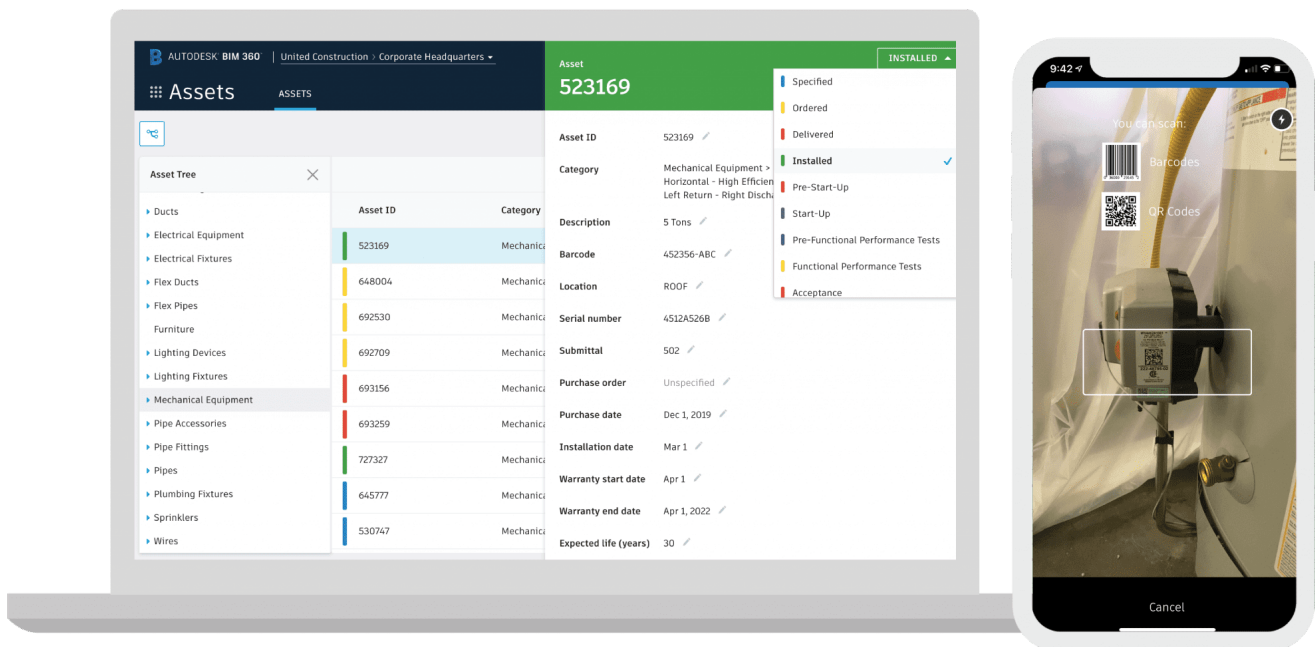 AUTODESK® BIM 360™ | United Construction > Corporate Headquarters
Assets
ASSETS
Asset Tree
Ducts
Electrical Equipment
Electrical Fixtures
Flex Ducts
Flex Pipes
Furniture
Lighting Devices
Lighting Fixtures
Mechanical Equipment
Pipe Accessories
Pipe Fittings
Pipes
Plumbing Fixtures
Sprinklers
Wires
Asset ID Category
523169 Mechanica
648004 Mechanica
692530 Mechanica
692709 Mechanica
693156 Mechanica
693259 Mechanica
727327 Mechanica
645777 Mechanica
530747 Mechanica
Asset
523169
INSTALLED
Asset ID 523169
Category Mechanical Equipment >
Horizontal - High Efficien
Left Return - Right Discha
Description 5 Tons
Barcode 452356-ABC
Location ROOF
Serial number 4512A526B
Submittal 502
Purchase order Unspecified
Purchase date Dec 1, 2019
Installation date Mar 1
Warranty start date Apr 1
Warranty end date Apr 1, 2022
Expected life (years) 30
Specified
Ordered
Delivered
Installed
Pre-Start-Up
Start-Up
Pre-Functional Performance Tests
Functional Performance Tests
Acceptance
9:42
You can scan:
Barcodes
QR Codes
Cancel